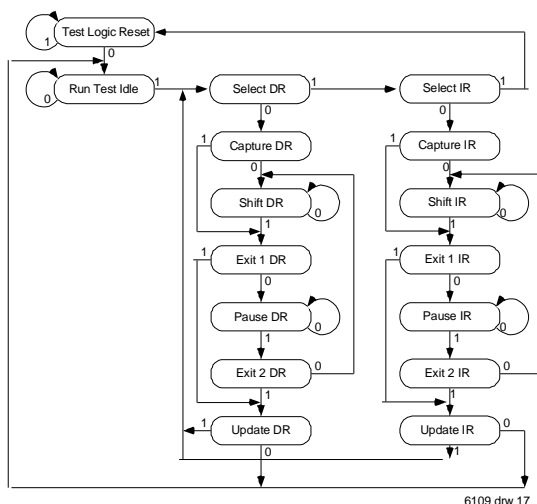 Test Logic Reset
1
0
Run Test Idle
0
1
Select DR
1
Select IR
1
0
0
Capture DR
Capture IR
1
0
1
0
Shift DR
0
Shift IR
0
1
1
1
Exit 1 DR
1
Exit 1 IR
0
0
Pause DR
0
Pause IR
0
1
1
Exit 2 DR
0
Exit 2 IR
0
1
1
1
Update DR
Update IR
0
0
1
6109 drw 17